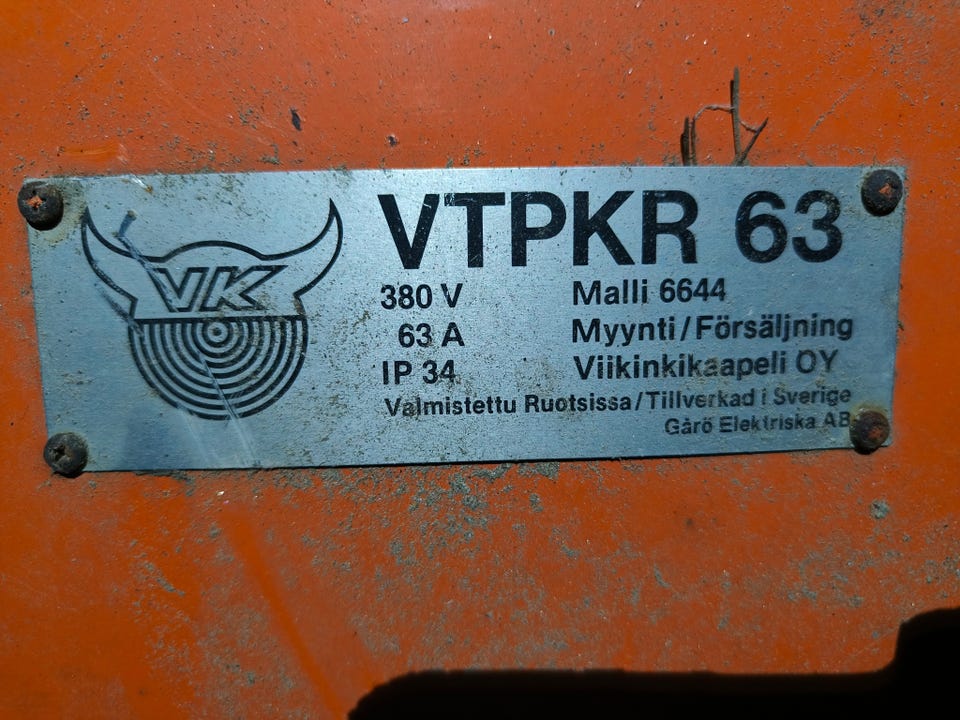 VK
VTPKR 63
380 V Malli 6644
63 A Myynti/Försäljning
IP 34 Viikinkikaapeli OY
Valmistettu Ruotsissa/Tillverkad i Sverige
Gårö Elektriska AB